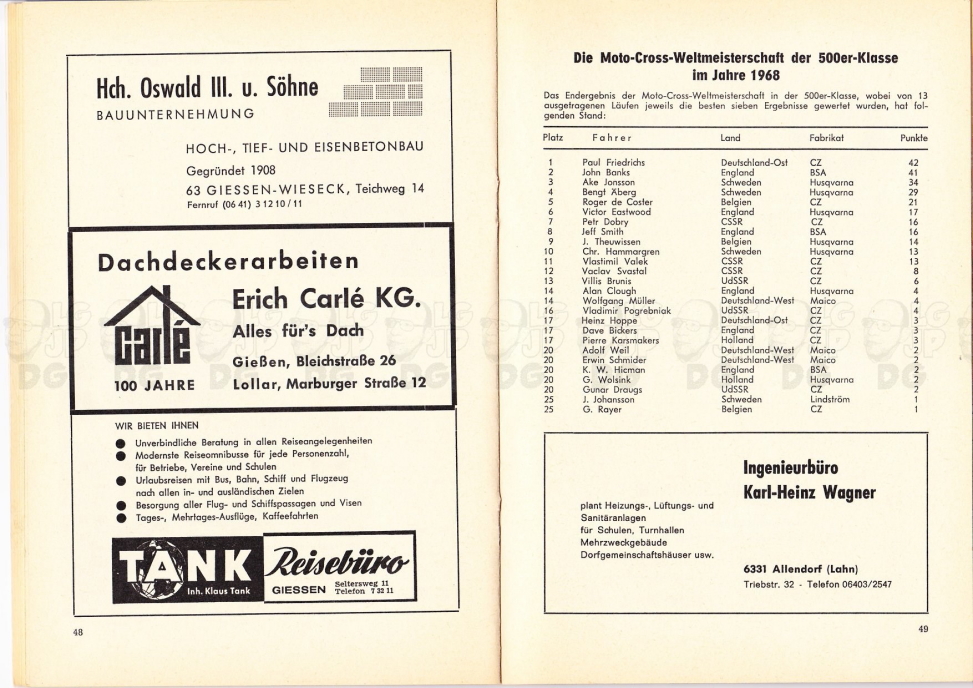 Hch. Oswald III. u. Söhne
BAUUNTERNEHMUNG
HOCH-, TIEF- UND EISENBETONBAU
Gegründet 1908
63 GIESSEN-WIESECK, Teichweg 14
Fernruf (06 41) 3 12 10 / 11
Dachdeckerarbeiten
Carlé
100 JAHRE
Erich Carlé KG.
Alles für's Dach
Gießen, Bleichstraße 26
Lollar, Marburger Straße 12
WIR BIETEN IHNEN
● Unverbindliche Beratung in allen Reiseangelegenheiten
● Modernste Reiseomnibusse für jede Personenzahl,
für Betriebe, Vereine und Schulen
● Urlaubsreisen mit Bus, Bahn, Schiff und Flugzeug
nach allen in- und ausländischen Zielen
● Besorgung aller Flug- und Schiffspassagen und Visen
● Tages-, Mehrtages-Ausflüge, Kaffeefahrten
TANK
Inh. Klaus Tank
Reisebüro
GIESSEN Seltersweg 11
Telefon 7 32 11
48
Die Moto-Cross-Weltmeisterschaft der 500er-Klasse
im Jahre 1968
Das Endergebnis der Moto-Cross-Weltmeisterschaft in der 500er-Klasse, wobei von 13
ausgetragenen Läufen jeweils die besten sieben Ergebnisse gewertet wurden, hat fol-
genden Stand:
Platz Fahrer Land Fabrikat Punkte
1 Paul Friedrichs Deutschland-Ost CZ 42
2 John Banks England BSA 41
3 Ake Jonsson Schweden Husqvarna 34
4 Bengt Äberg Schweden Husqvarna 29
5 Roger de Coster Belgien CZ 21
6 Victor Eastwood England Husqvarna 17
7 Petr Dobry CSSR CZ 16
8 Jeff Smith England BSA 16
9 J. Theuwissen Belgien Husqvarna 14
10 Chr. Hammargren Schweden Husqvarna 13
11 Vlastimil Valek CSSR CZ 13
12 Vaclav Svastal CSSR CZ 8
13 Villis Brunis UdSSR CZ 6
14 Alan Clough England Husqvarna 4
14 Wolfgang Müller Deutschland-West Maico 4
16 Vladimir Pogrebniak UdSSR CZ 4
17 Heinz Hoppe Deutschland-Ost CZ 3
17 Dave Bickers England CZ 3
17 Pierre Karsmakers Holland CZ 3
20 Adolf Weil Deutschland-West Maico 2
20 Erwin Schmider Deutschland-West Maico 2
20 K. W. Hicman England BSA 2
20 G. Wolsink Holland Husqvarna 2
20 Gunar Draugs UdSSR CZ 2
25 J. Johansson Schweden Lindström 1
25 G. Rayer Belgien CZ 1
Ingenieurbüro
Karl-Heinz Wagner
plant Heizungs-, Lüftungs- und
Sanitäranlagen
für Schulen, Turnhallen
Mehrzweckgebäude
Dorfgemeinschaftshäuser usw.
6331 Allendorf (Lahn)
Triebstr. 32 - Telefon 06403/2547
49